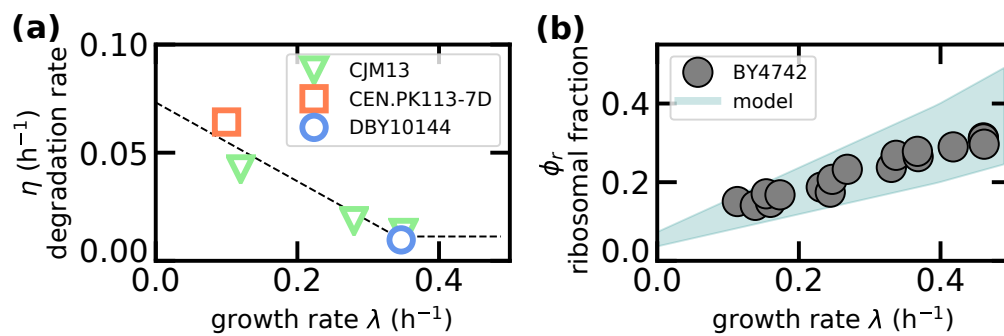 (a)
η (h⁻¹)
degradation rate
0.10
0.05
0.00
0.0
0.2
0.4
growth rate λ (h⁻¹)
CJM13
CEN.PK113-7D
DBY10144
(b)
ϕᵣ
ribosomal fraction
0.4
0.2
0.0
0.0
0.2
0.4
growth rate λ (h⁻¹)
BY4742
model